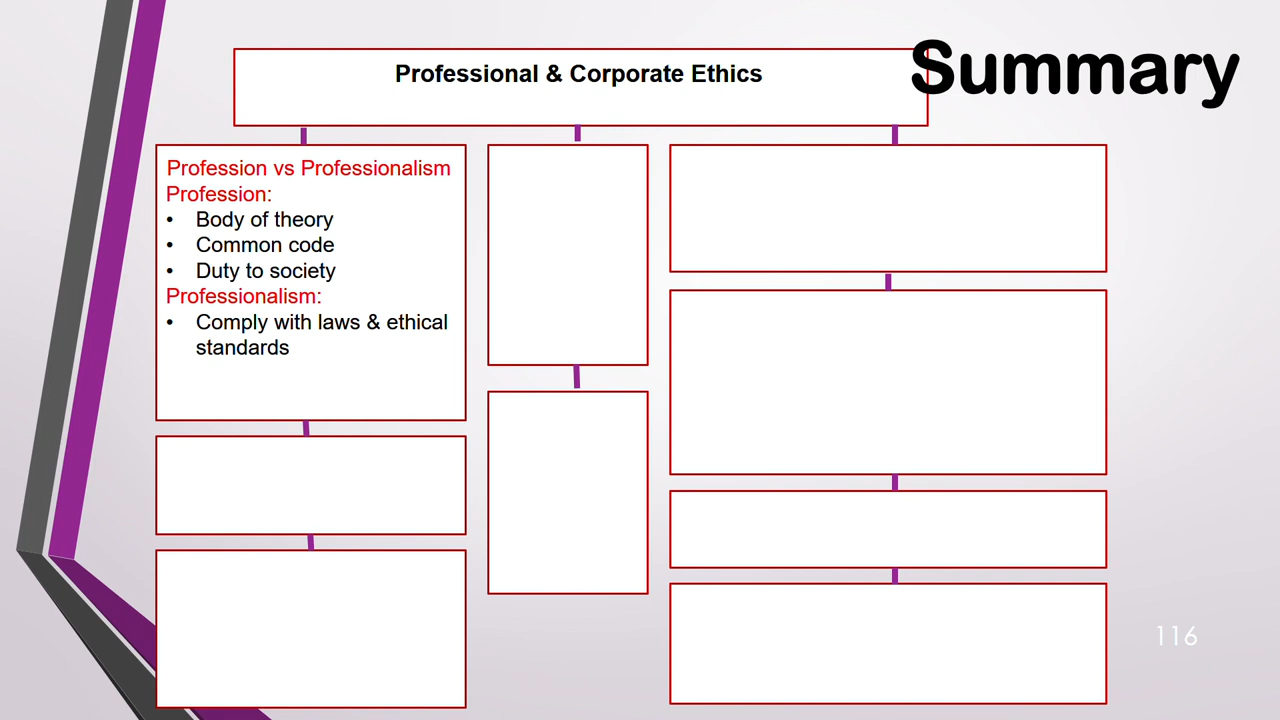 Summary
Professional & Corporate Ethics
Profession vs Professionalism
Profession:
• Body of theory
• Common code
• Duty to society
Professionalism:
• Comply with laws & ethical
standards
116